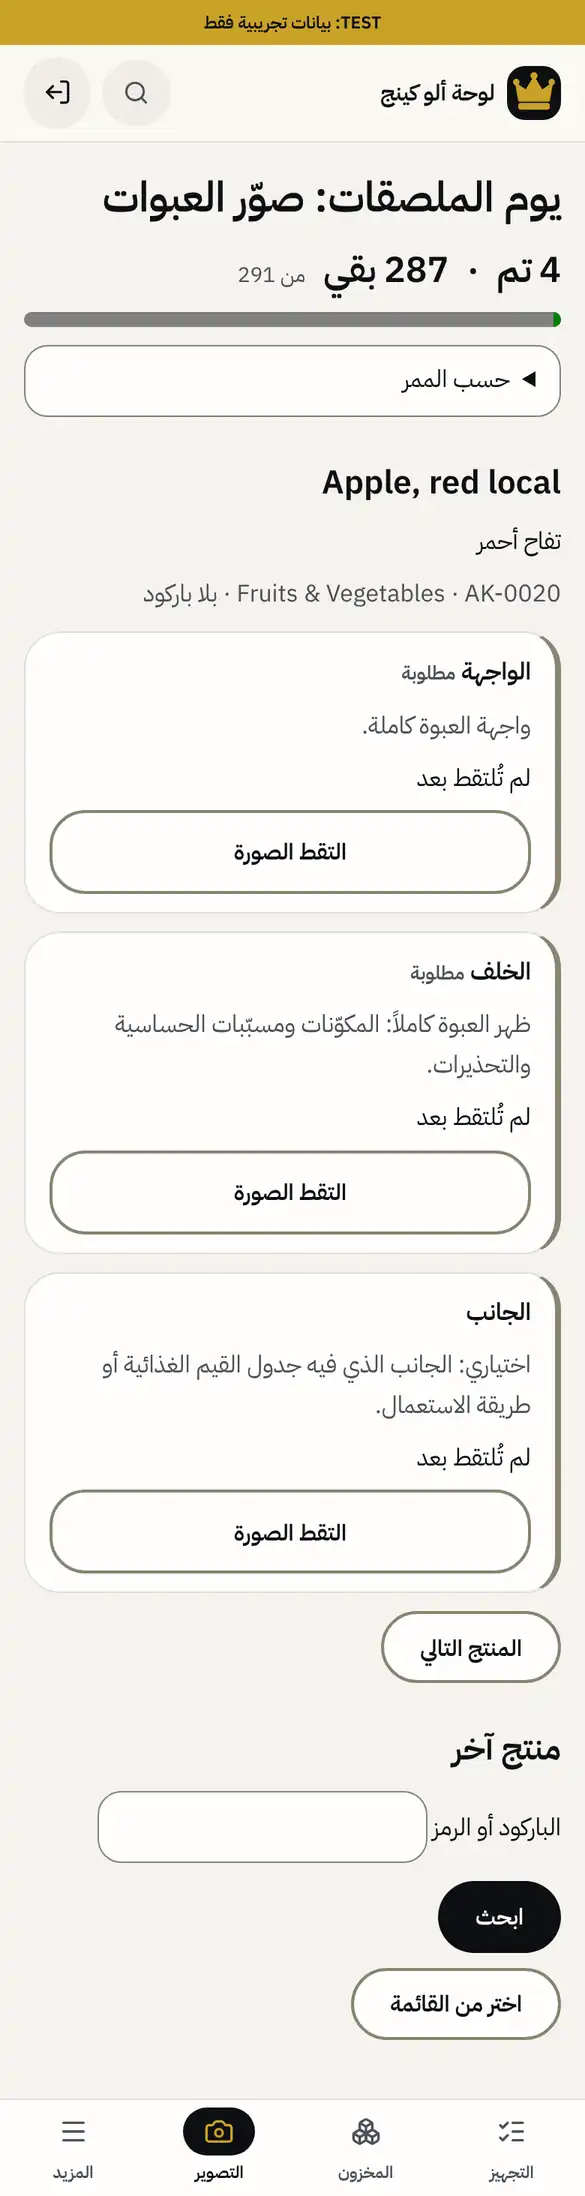 TEST: بيانات تجريبية فقط
لوحة ألو كينج
يوم الملصقات: صوّر العبوات
4 تم · 287 بقي من 291
حسب الممر
Apple, red local
تفاح أحمر
Fruits & Vegetables · AK-0020 · بلا باركود
الواجهة مطلوبة
واجهة العبوة كاملة.
لم تُلتقط بعد
التقط الصورة
الخلف مطلوبة
ظهر العبوة كاملاً: المكوّنات ومسبّبات الحساسية
والتحذيرات.
لم تُلتقط بعد
التقط الصورة
الجانب
اختياري: الجانب الذي فيه جدول القيم الغذائية أو
طريقة الاستعمال.
لم تُلتقط بعد
التقط الصورة
المنتج التالي
منتج آخر
الباركود أو الرمز
ابحث
اختر من القائمة
التجهيز
المخزون
التصوير
المزيد